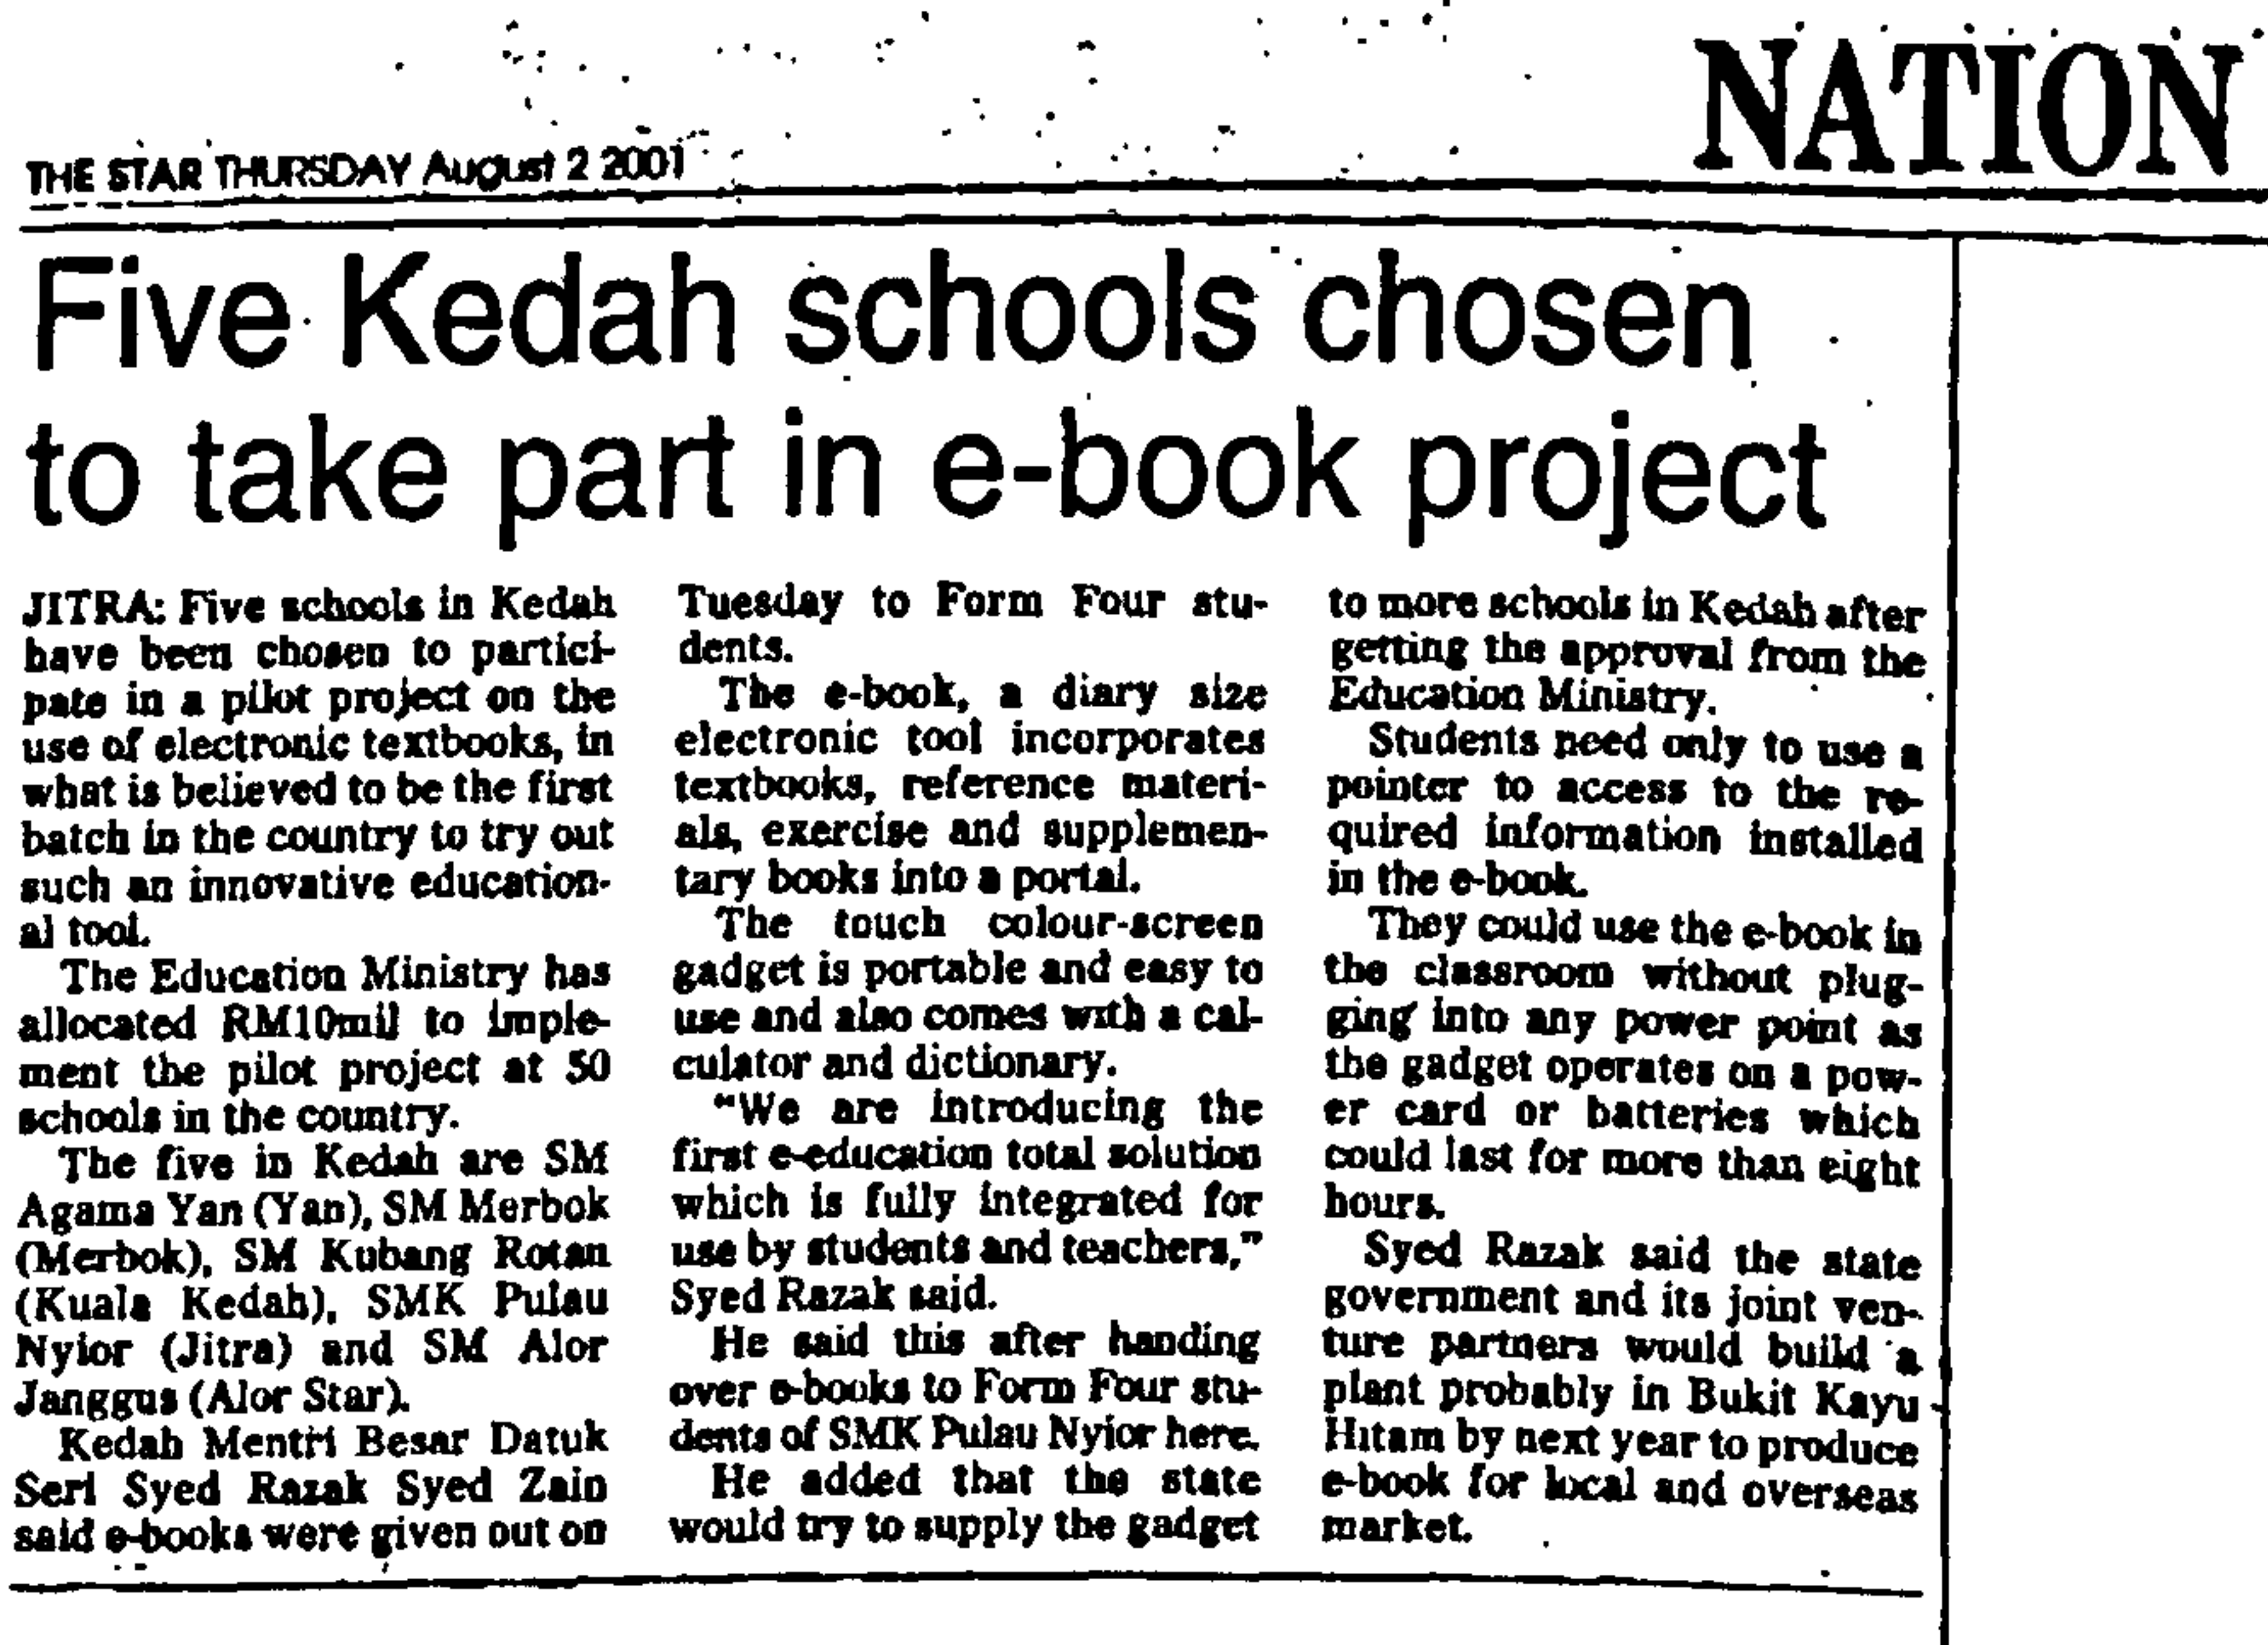 NATION
THE STAR THURSDAY August 2 2001
Five Kedah schools chosen
to take part in e-book project
JITRA: Five schools in Kedah
have been chosen to partici-
pate in a pilot project on the
use of electronic textbooks, in
what is believed to be the first
batch in the country to try out
such an innovative education-
al tool.
The Education Ministry has
allocated RM10mil to imple-
ment the pilot project at 50
schools in the country.
The five in Kedah are SM
Agama Yan (Yan), SM Merbok
(Merbok), SM Kubang Rotan
(Kuala Kedah), SMK Pulau
Nyior (Jitra) and SM Alor
Janggus (Alor Star).
Kedah Mentri Besar Datuk
Seri Syed Razak Syed Zain
said e-books were given out on
Tuesday to Form Four stu-
dents.
The e-book, a diary size
electronic tool incorporates
textbooks, reference materi-
als, exercise and supplemen-
tary books into a portal.
The touch colour-screen
gadget is portable and easy to
use and also comes with a cal-
culator and dictionary.
"We are introducing the
first e-education total solution
which is fully integrated for
use by students and teachers,"
Syed Razak said.
He said this after handing
over e-books to Form Four stu-
dents of SMK Pulau Nyior here.
He added that the state
would try to supply the gadget
to more schools in Kedah after
getting the approval from the
Education Ministry.
Students need only to use a
pointer to access to the re-
quired information installed
in the e-book.
They could use the e-book in
the classroom without plug-
ging into any power point as
the gadget operates on a pow-
er card or batteries which
could last for more than eight
hours.
Syed Razak said the state
government and its joint ven-
ture partners would build a
plant probably in Bukit Kayu
Hitam by next year to produce
e-book for local and overseas
market.